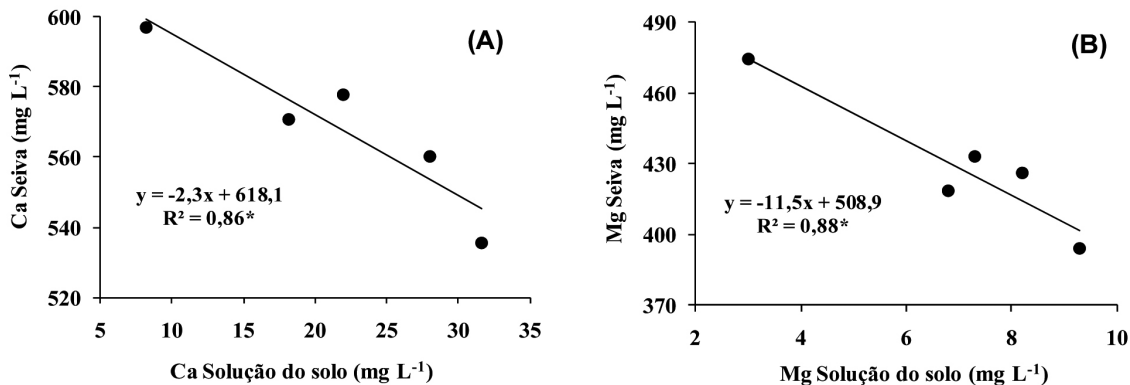 600
580
560
540
520
Ca Seiva (mg L⁻¹)
(A)
y = -2,3x + 618,1
R² = 0,86*
5 10 15 20 25 30 35
Ca Solução do solo (mg L⁻¹)
490
460
430
400
370
Mg Seiva (mg L⁻¹)
(B)
y = -11,5x + 508,9
R² = 0,88*
2 4 6 8 10
Mg Solução do solo (mg L⁻¹)